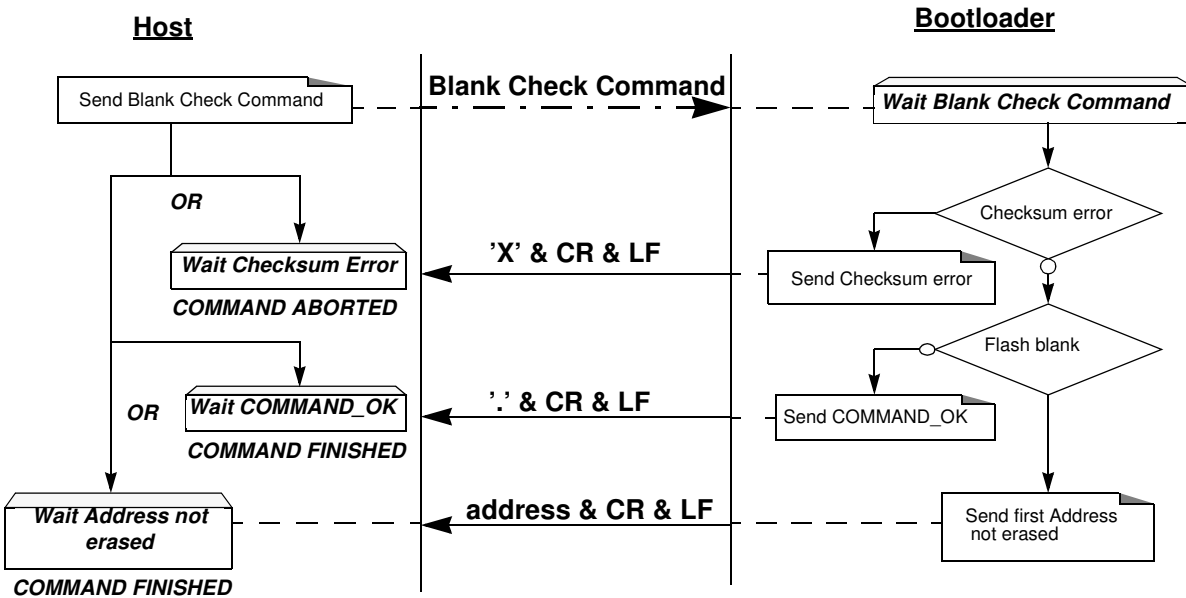 Host
Bootloader
Send Blank Check Command
Blank Check Command
Wait Blank Check Command
OR
Checksum error
Wait Checksum Error
’X’ & CR & LF
Send Checksum error
COMMAND ABORTED
Flash blank
OR
Wait COMMAND_OK
’.’ & CR & LF
Send COMMAND_OK
COMMAND FINISHED
Wait Address not
erased
address & CR & LF
Send first Address
not erased
COMMAND FINISHED